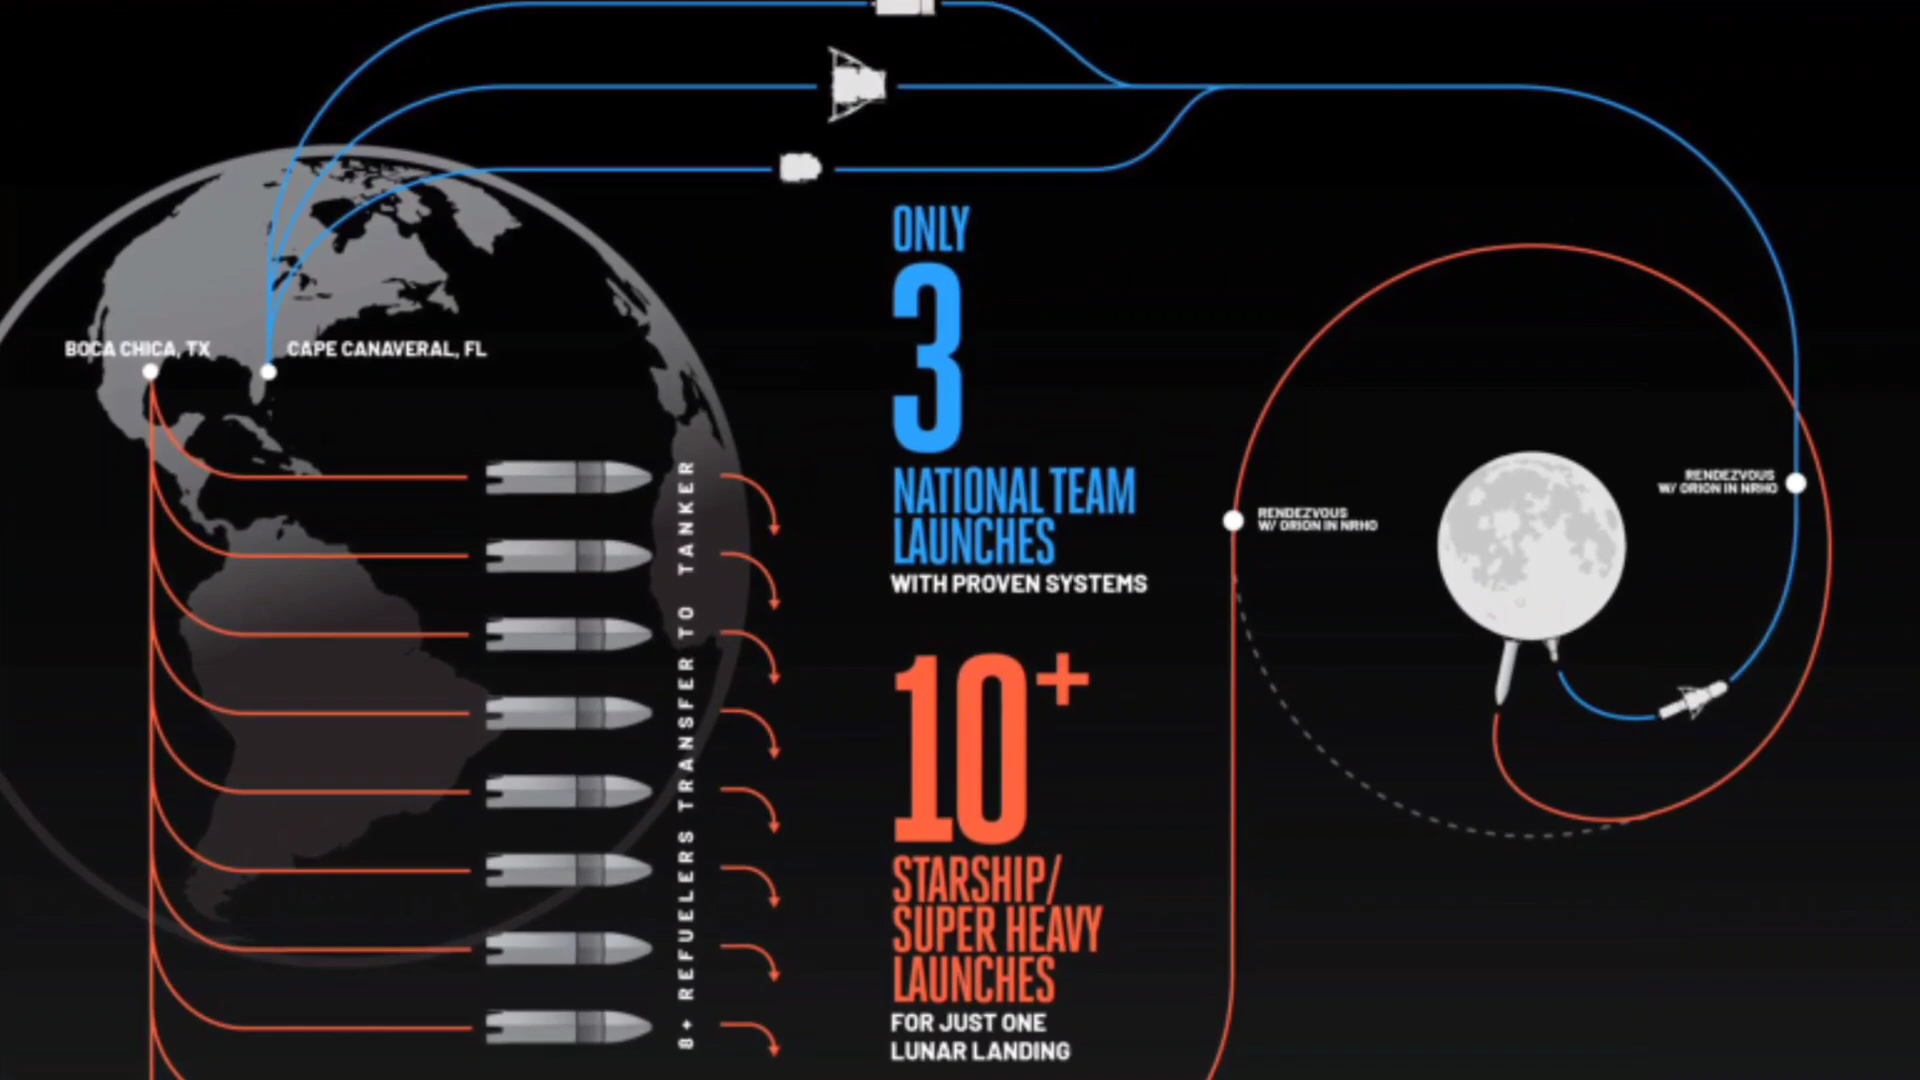 BOCA CHICA, TX
CAPE CANAVERAL, FL
8+ REFUELERS TRANSFER TO TANKER
ONLY
3
NATIONAL TEAM
LAUNCHES
WITH PROVEN SYSTEMS
10+
STARSHIP/
SUPER HEAVY
LAUNCHES
FOR JUST ONE
LUNAR LANDING
RENDEZVOUS
W/ ORION IN NRHO
RENDEZVOUS
W/ ORION IN NRHO